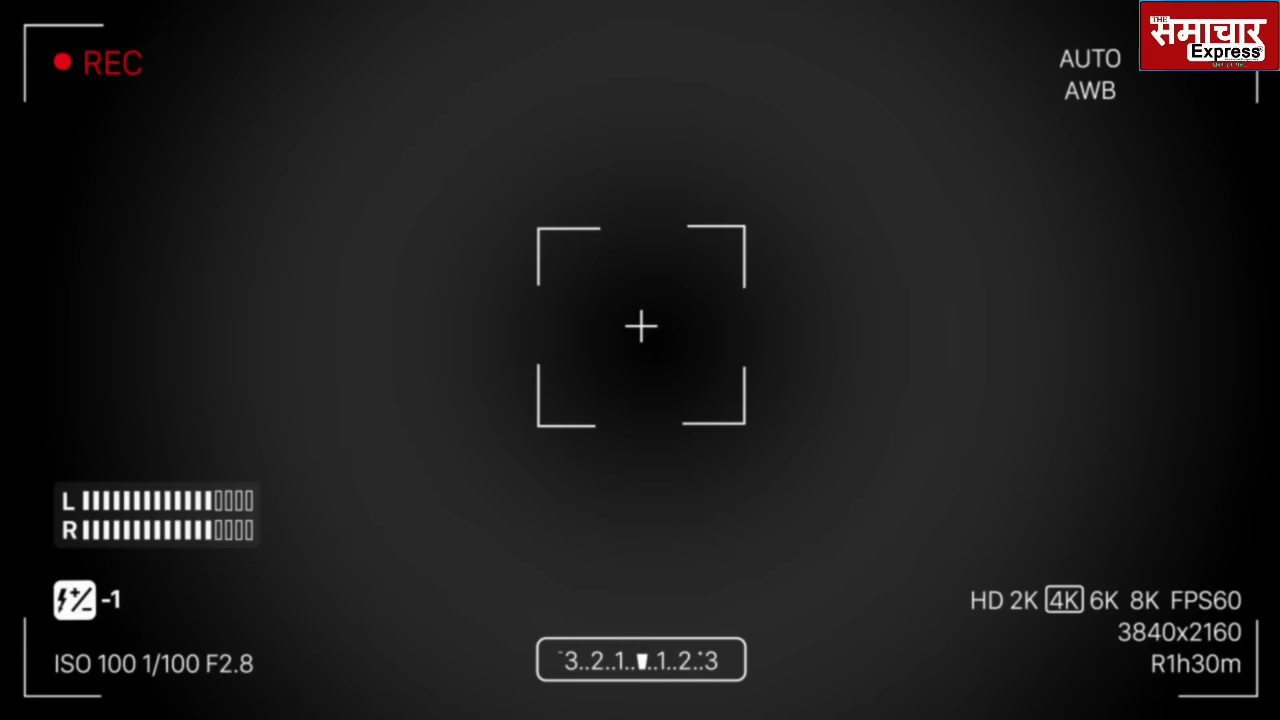 REC
AUTO
AWB
THE
समाचार
Express
L
R
-1
ISO 100 1/100 F2.8
-3..2..1....1..2..3
HD 2K 4K 6K 8K FPS60
3840x2160
R1h30m